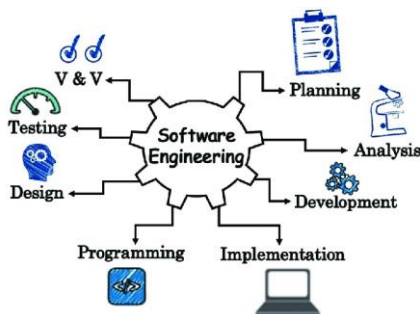 V & V
Planning
Testing
Software
Engineering
Analysis
Design
Development
Programming
Implementation